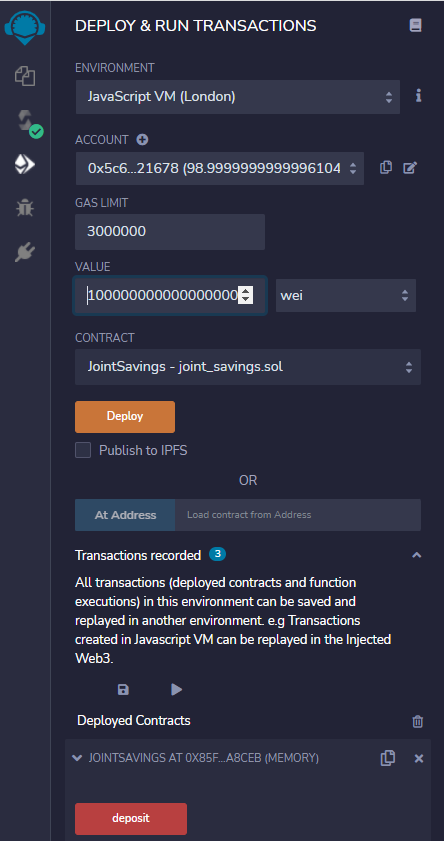 DEPLOY & RUN TRANSACTIONS
ENVIRONMENT
JavaScript VM (London)
ACCOUNT
0x5c6...21678 (98.9999999999996104
GAS LIMIT
3000000
VALUE
100000000000000000
wei
CONTRACT
JointSavings - joint_savings.sol
Deploy
Publish to IPFS
OR
At Address
Load contract from Address
Transactions recorded 3
All transactions (deployed contracts and function
executions) in this environment can be saved and
replayed in another environment. e.g Transactions
created in Javascript VM can be replayed in the Injected
Web3.
Deployed Contracts
JOINTSAVINGS AT 0X85F...A8CEB (MEMORY)
deposit